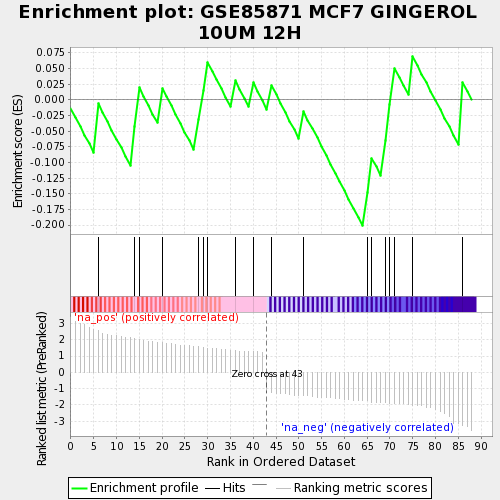 Enrichment plot: GSE85871 MCF7 GINGEROL
10UM 12H
Enrichment score (ES)
0.075
0.050
0.025
0.000
-0.025
-0.050
-0.075
-0.100
-0.125
-0.150
-0.175
-0.200
Ranked list metric (PreRanked)
3
2
1
0
-1
-2
-3
'na_pos' (positively correlated)
Zero cross at 43
'na_neg' (negatively correlated)
0 5 10 15 20 25 30 35 40 45 50 55 60 65 70 75 80 85 90
Rank in Ordered Dataset
Enrichment profile Hits Ranking metric scores